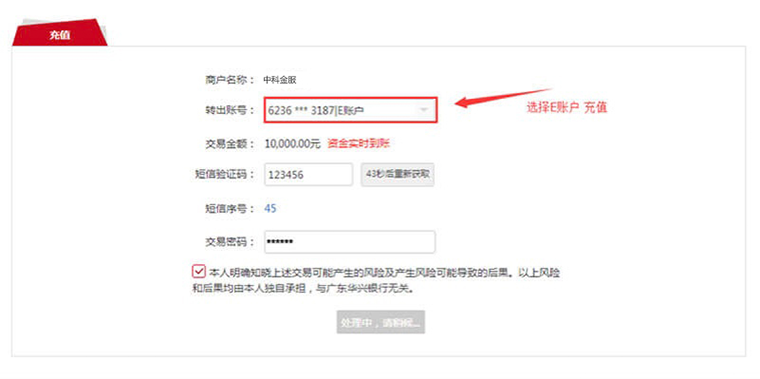 充值
商户名称： 中科金服
转出账号： 6236 *** 3187|E账户
选择E账户 充值
交易金额： 10,000.00元 资金实时到账
短信验证码： 123456 43秒后重新获取
短信序号： 45
交易密码： ••••••
本人明确知晓上述交易可能产生的风险及产生风险可能导致的后果。以上风险
和后果均由本人独自承担，与广东华兴银行无关。
处理中，请稍候...